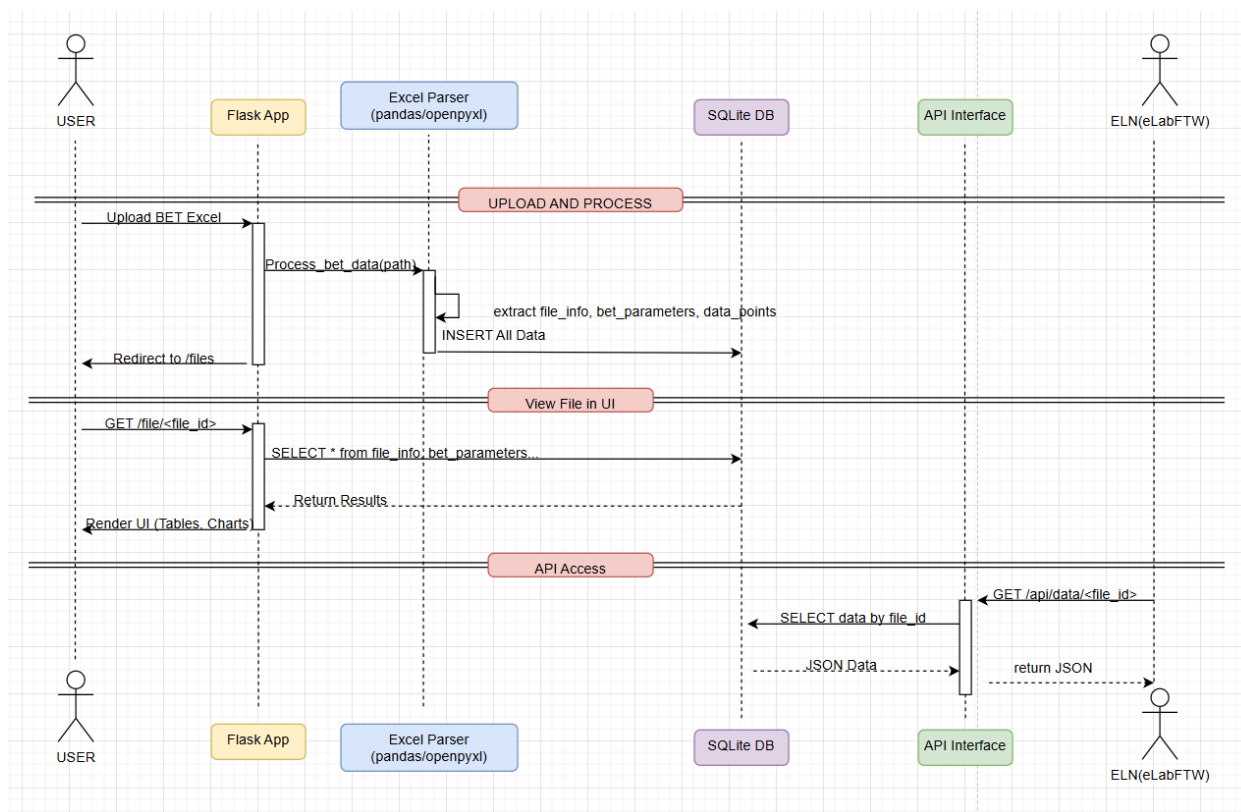 USER
Flask App
Excel Parser
(pandas/openpyxl)
SQLite DB
API Interface
ELN(eLabFTW)
UPLOAD AND PROCESS
Upload BET Excel
Process_bet_data(path)
extract file_info, bet_parameters, data_points
INSERT All Data
Redirect to /files
View File in UI
GET /file/<file_id>
SELECT * from file_info, bet_parameters...
Return Results
Render UI (Tables, Charts)
API Access
GET /api/data/<file_id>
SELECT data by file_id
JSON Data
return JSON
USER
Flask App
Excel Parser
(pandas/openpyxl)
SQLite DB
API Interface
ELN(eLabFTW)